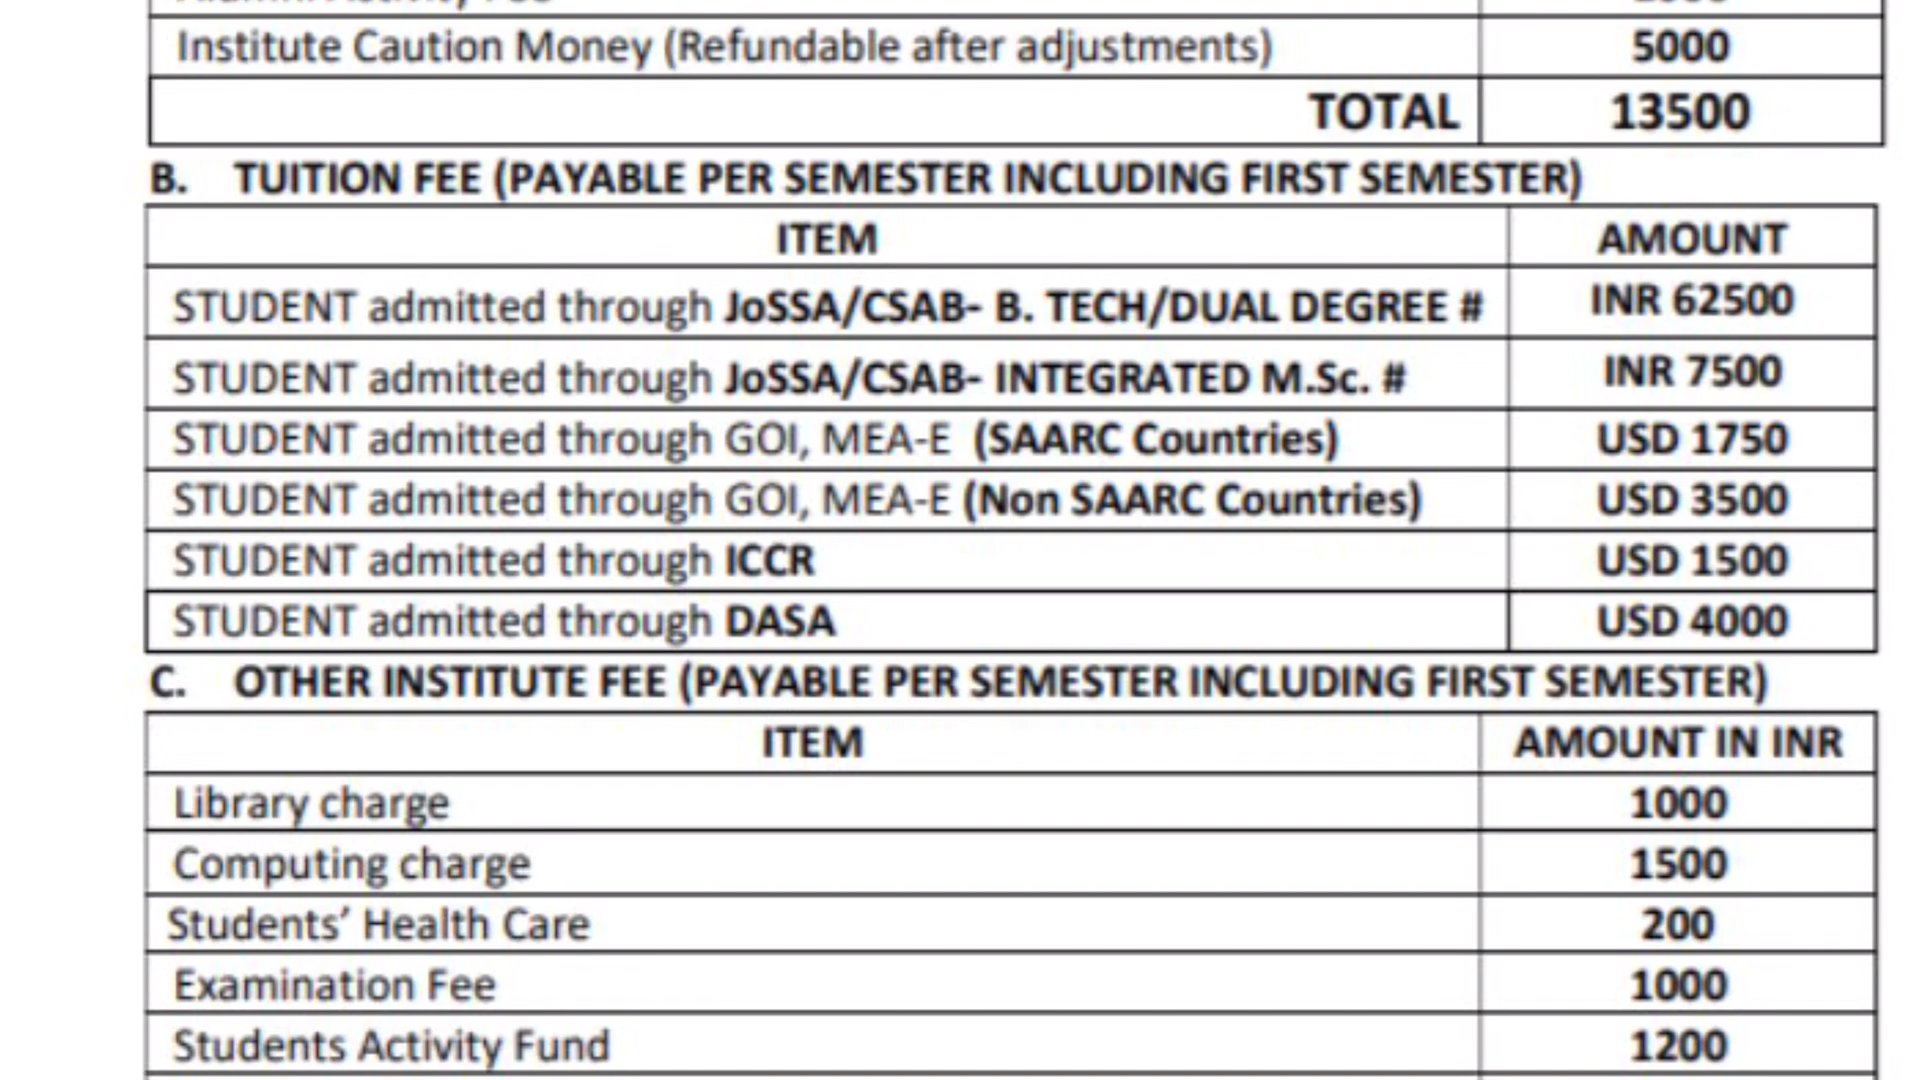 Institute Caution Money (Refundable after adjustments) 5000
TOTAL 13500
B. TUITION FEE (PAYABLE PER SEMESTER INCLUDING FIRST SEMESTER)
ITEM AMOUNT
STUDENT admitted through JoSSA/CSAB- B. TECH/DUAL DEGREE # INR 62500
STUDENT admitted through JoSSA/CSAB- INTEGRATED M.Sc. # INR 7500
STUDENT admitted through GOI, MEA-E (SAARC Countries) USD 1750
STUDENT admitted through GOI, MEA-E (Non SAARC Countries) USD 3500
STUDENT admitted through ICCR USD 1500
STUDENT admitted through DASA USD 4000
C. OTHER INSTITUTE FEE (PAYABLE PER SEMESTER INCLUDING FIRST SEMESTER)
ITEM AMOUNT IN INR
Library charge 1000
Computing charge 1500
Students’ Health Care 200
Examination Fee 1000
Students Activity Fund 1200